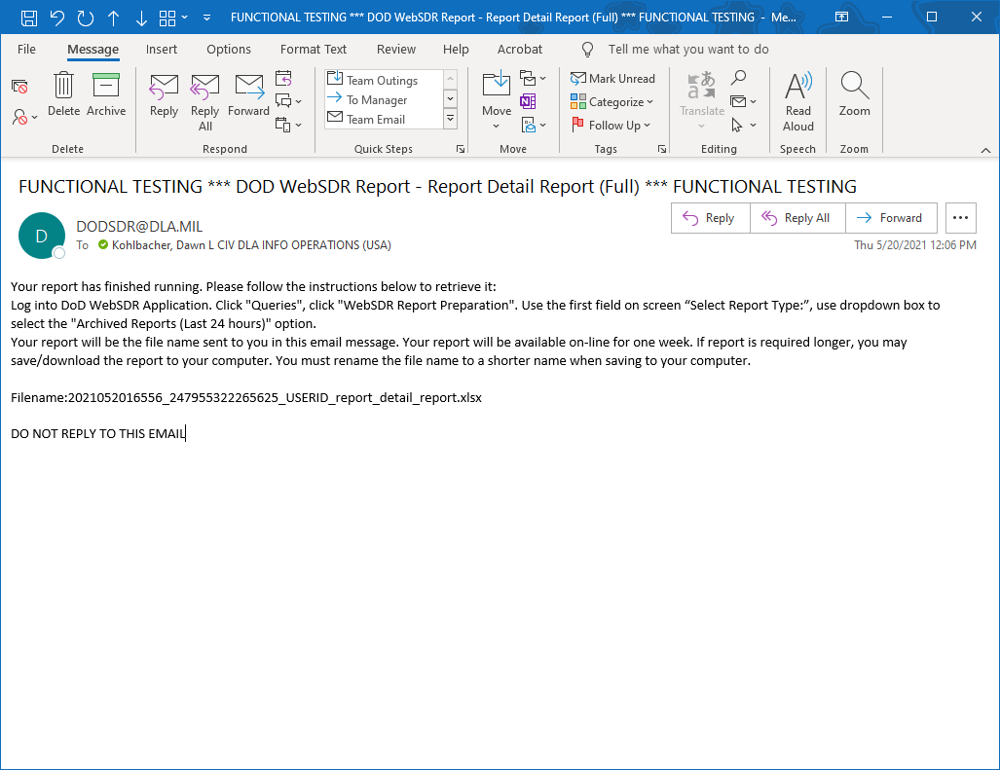 FUNCTIONAL TESTING *** DOD WebSDR Report - Report Detail Report (Full) *** FUNCTIONAL TESTING - Me...
File Message Insert Options Format Text Review Help Acrobat Tell me what you want to do
Delete Archive
Reply Reply All Forward
Team Outings
To Manager
Team Email
Move
Mark Unread
Categorize
Follow Up
Translate
Read Aloud
Zoom
Delete Respond Quick Steps Move Tags Editing Speech Zoom
FUNCTIONAL TESTING *** DOD WebSDR Report - Report Detail Report (Full) *** FUNCTIONAL TESTING
D
DODSDR@DLA.MIL
To Kohlbacher, Dawn L CIV DLA INFO OPERATIONS (USA)
Reply Reply All Forward
Thu 5/20/2021 12:06 PM
Your report has finished running. Please follow the instructions below to retrieve it:
Log into DoD WebSDR Application. Click "Queries", click "WebSDR Report Preparation". Use the first field on screen “Select Report Type:”, use dropdown box to
select the "Archived Reports (Last 24 hours)" option.
Your report will be the file name sent to you in this email message. Your report will be available on-line for one week. If report is required longer, you may
save/download the report to your computer. You must rename the file name to a shorter name when saving to your computer.
Filename:2021052016556_247955322265625_USERID_report_detail_report.xlsx
DO NOT REPLY TO THIS EMAIL